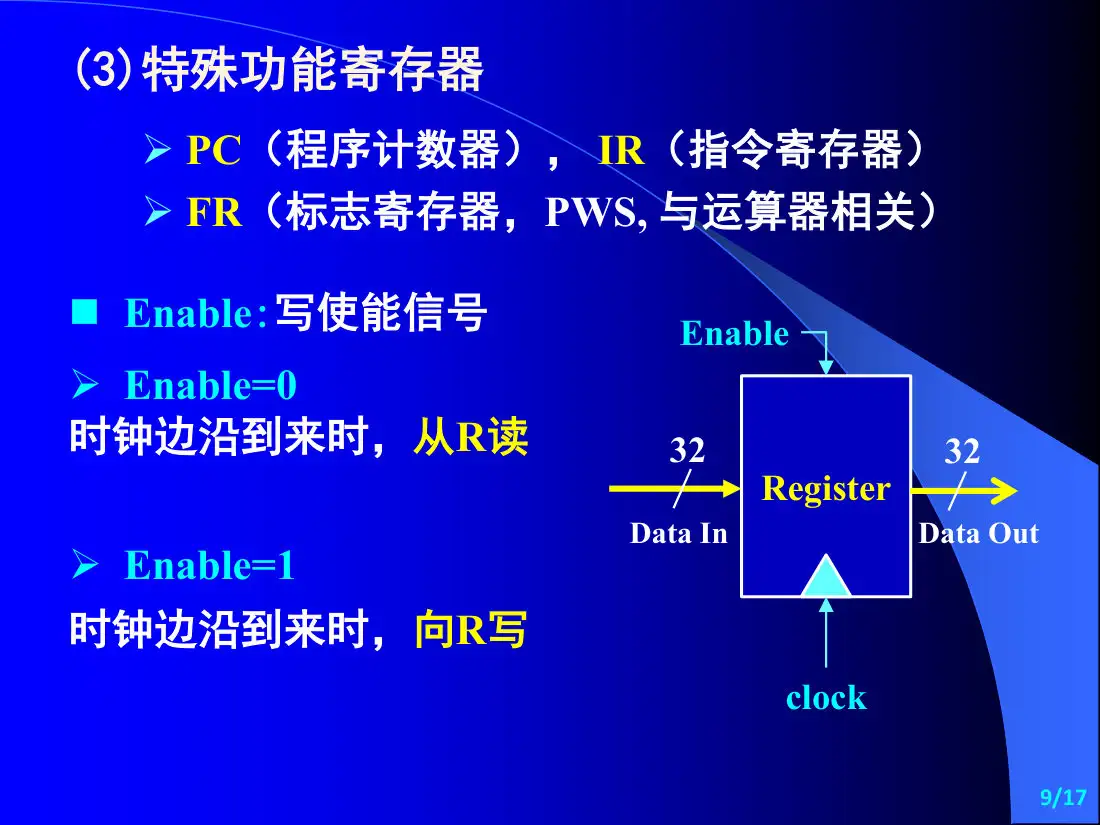 (3)特殊功能寄存器
PC（程序计数器），IR（指令寄存器）
FR（标志寄存器，PWS, 与运算器相关）
Enable：写使能信号
Enable=0
时钟边沿到来时，从R读
Enable=1
时钟边沿到来时，向R写
Enable
32
32
Register
Data In
Data Out
clock
9/17